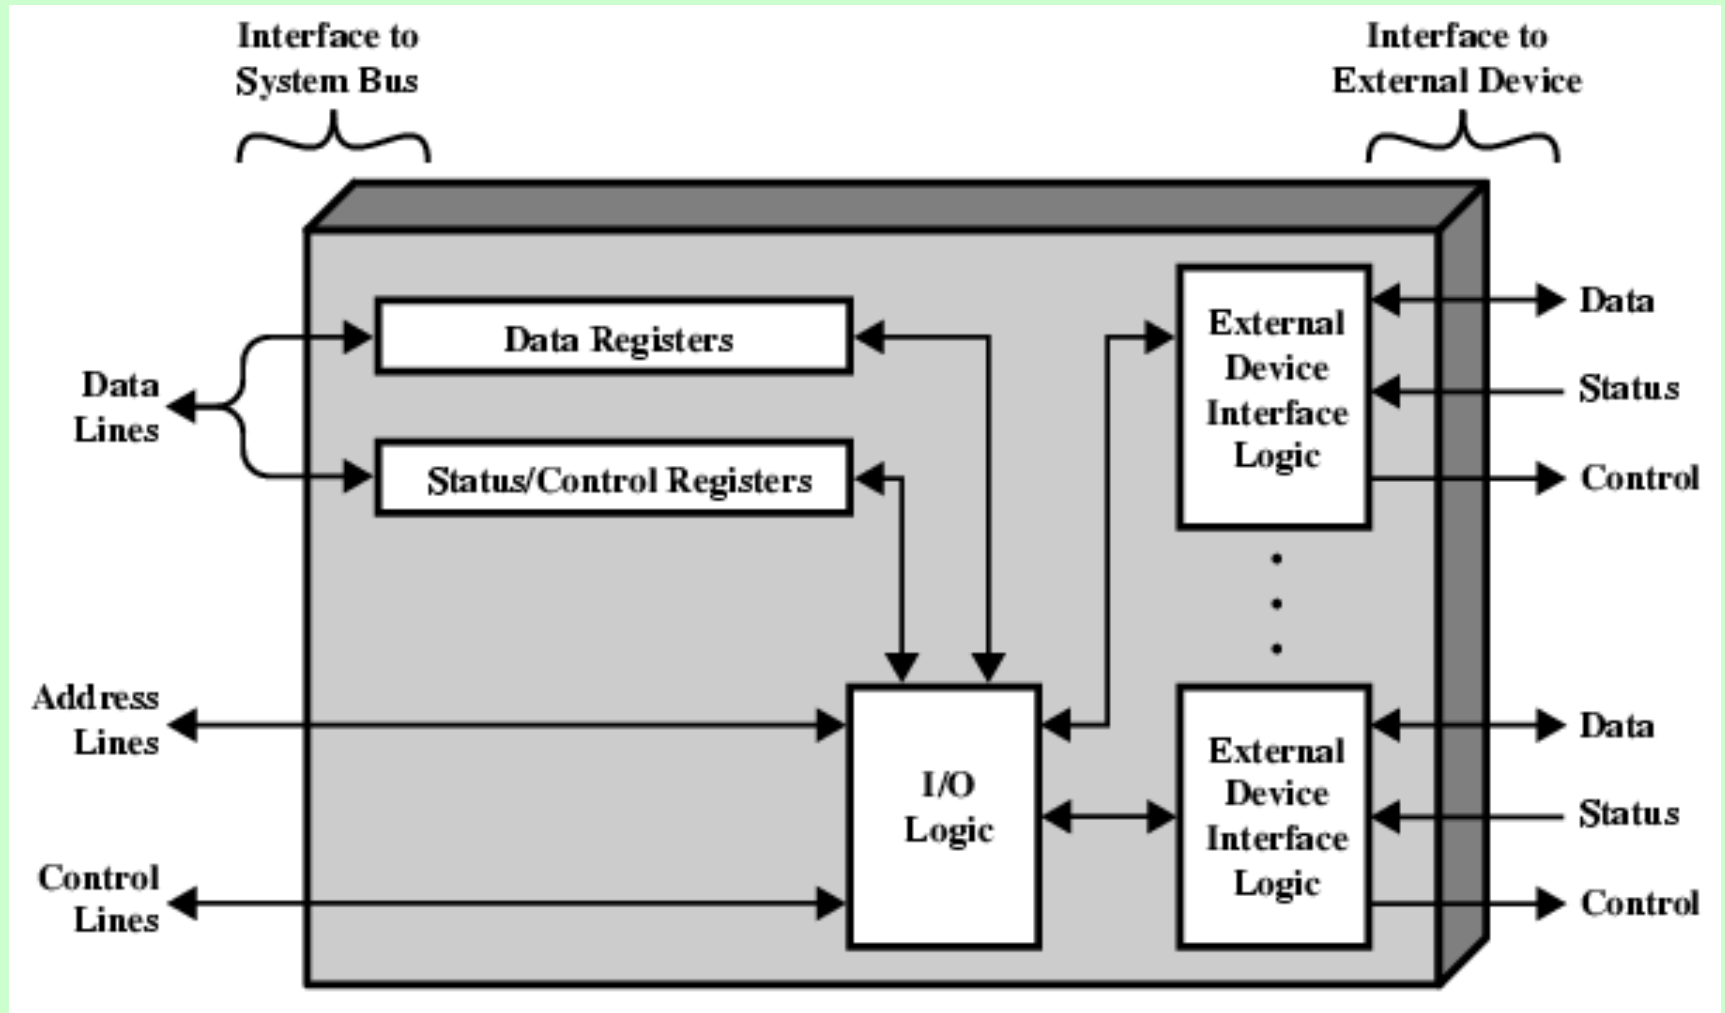 Interface to
System Bus
Interface to
External Device
Data Registers
Data
Lines
Status/Control Registers
External
Device
Interface
Logic
Data
Status
Control
Address
Lines
I/O
Logic
Control
Lines
External
Device
Interface
Logic
Data
Status
Control